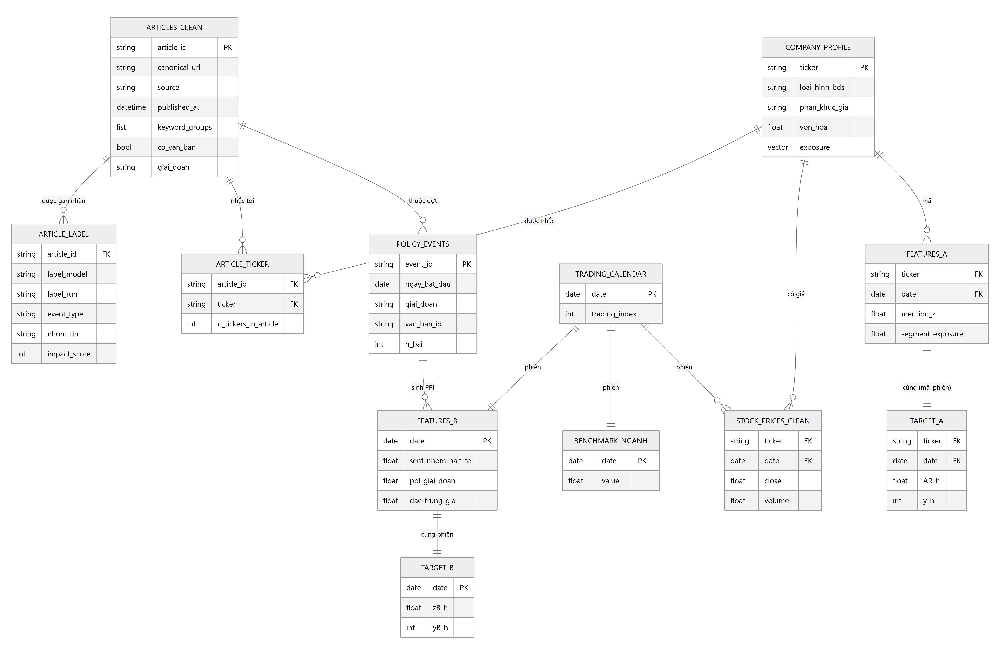 ARTICLES_CLEAN
string article_id PK
string canonical_url
string source
datetime published_at
list keyword_groups
bool co_van_ban
string giai_doan
COMPANY_PROFILE
string ticker PK
string loai_hinh_bds
string phan_khuc_gia
float von_hoa
vector exposure
được gán nhãn
nhắc tới
thuộc đợt
được nhắc
mã
ARTICLE_LABEL
string article_id FK
string label_model
string label_run
string event_type
string nhom_tin
int impact_score
ARTICLE_TICKER
string article_id FK
string ticker FK
int n_tickers_in_article
POLICY_EVENTS
string event_id PK
date ngay_bat_dau
string giai_doan
string van_ban_id
int n_bai
TRADING_CALENDAR
date date PK
int trading_index
có giá
FEATURES_A
string ticker FK
date date FK
float mention_z
float segment_exposure
sinh PPI
phiên
phiên
phiên
cùng (mã, phiên)
FEATURES_B
date date PK
float sent_nhom_halflife
float ppi_giai_doan
float dac_trung_gia
BENCHMARK_NGANH
date date PK
float value
STOCK_PRICES_CLEAN
string ticker FK
date date FK
float close
float volume
TARGET_A
string ticker FK
date date FK
float AR_h
int y_h
cùng phiên
TARGET_B
date date PK
float zB_h
int yB_h